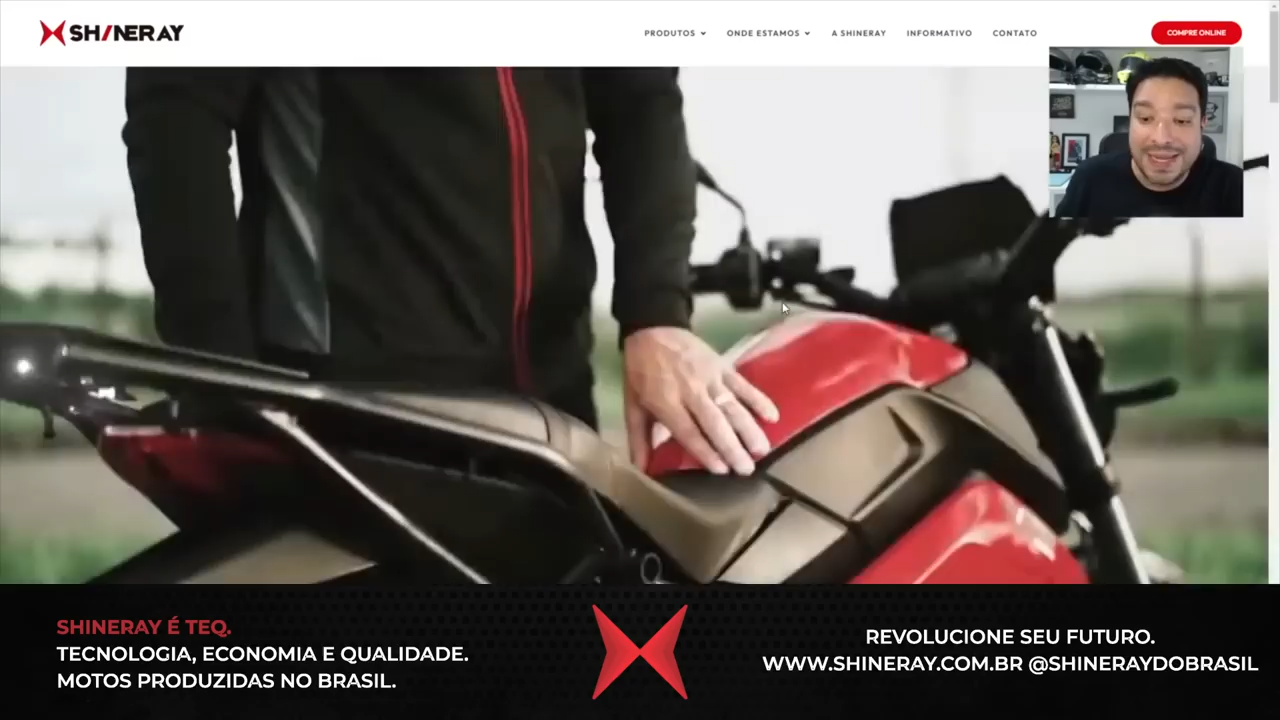 SHINERAY
PRODUTOS
ONDE ESTAMOS
A SHINERAY
INFORMATIVO
CONTATO
COMPRE ONLINE
SHINERAY É TEQ.
TECNOLOGIA, ECONOMIA E QUALIDADE.
MOTOS PRODUZIDAS NO BRASIL.
REVOLUCIONE SEU FUTURO.
WWW.SHINERAY.COM.BR @SHINERAYDOBRASIL